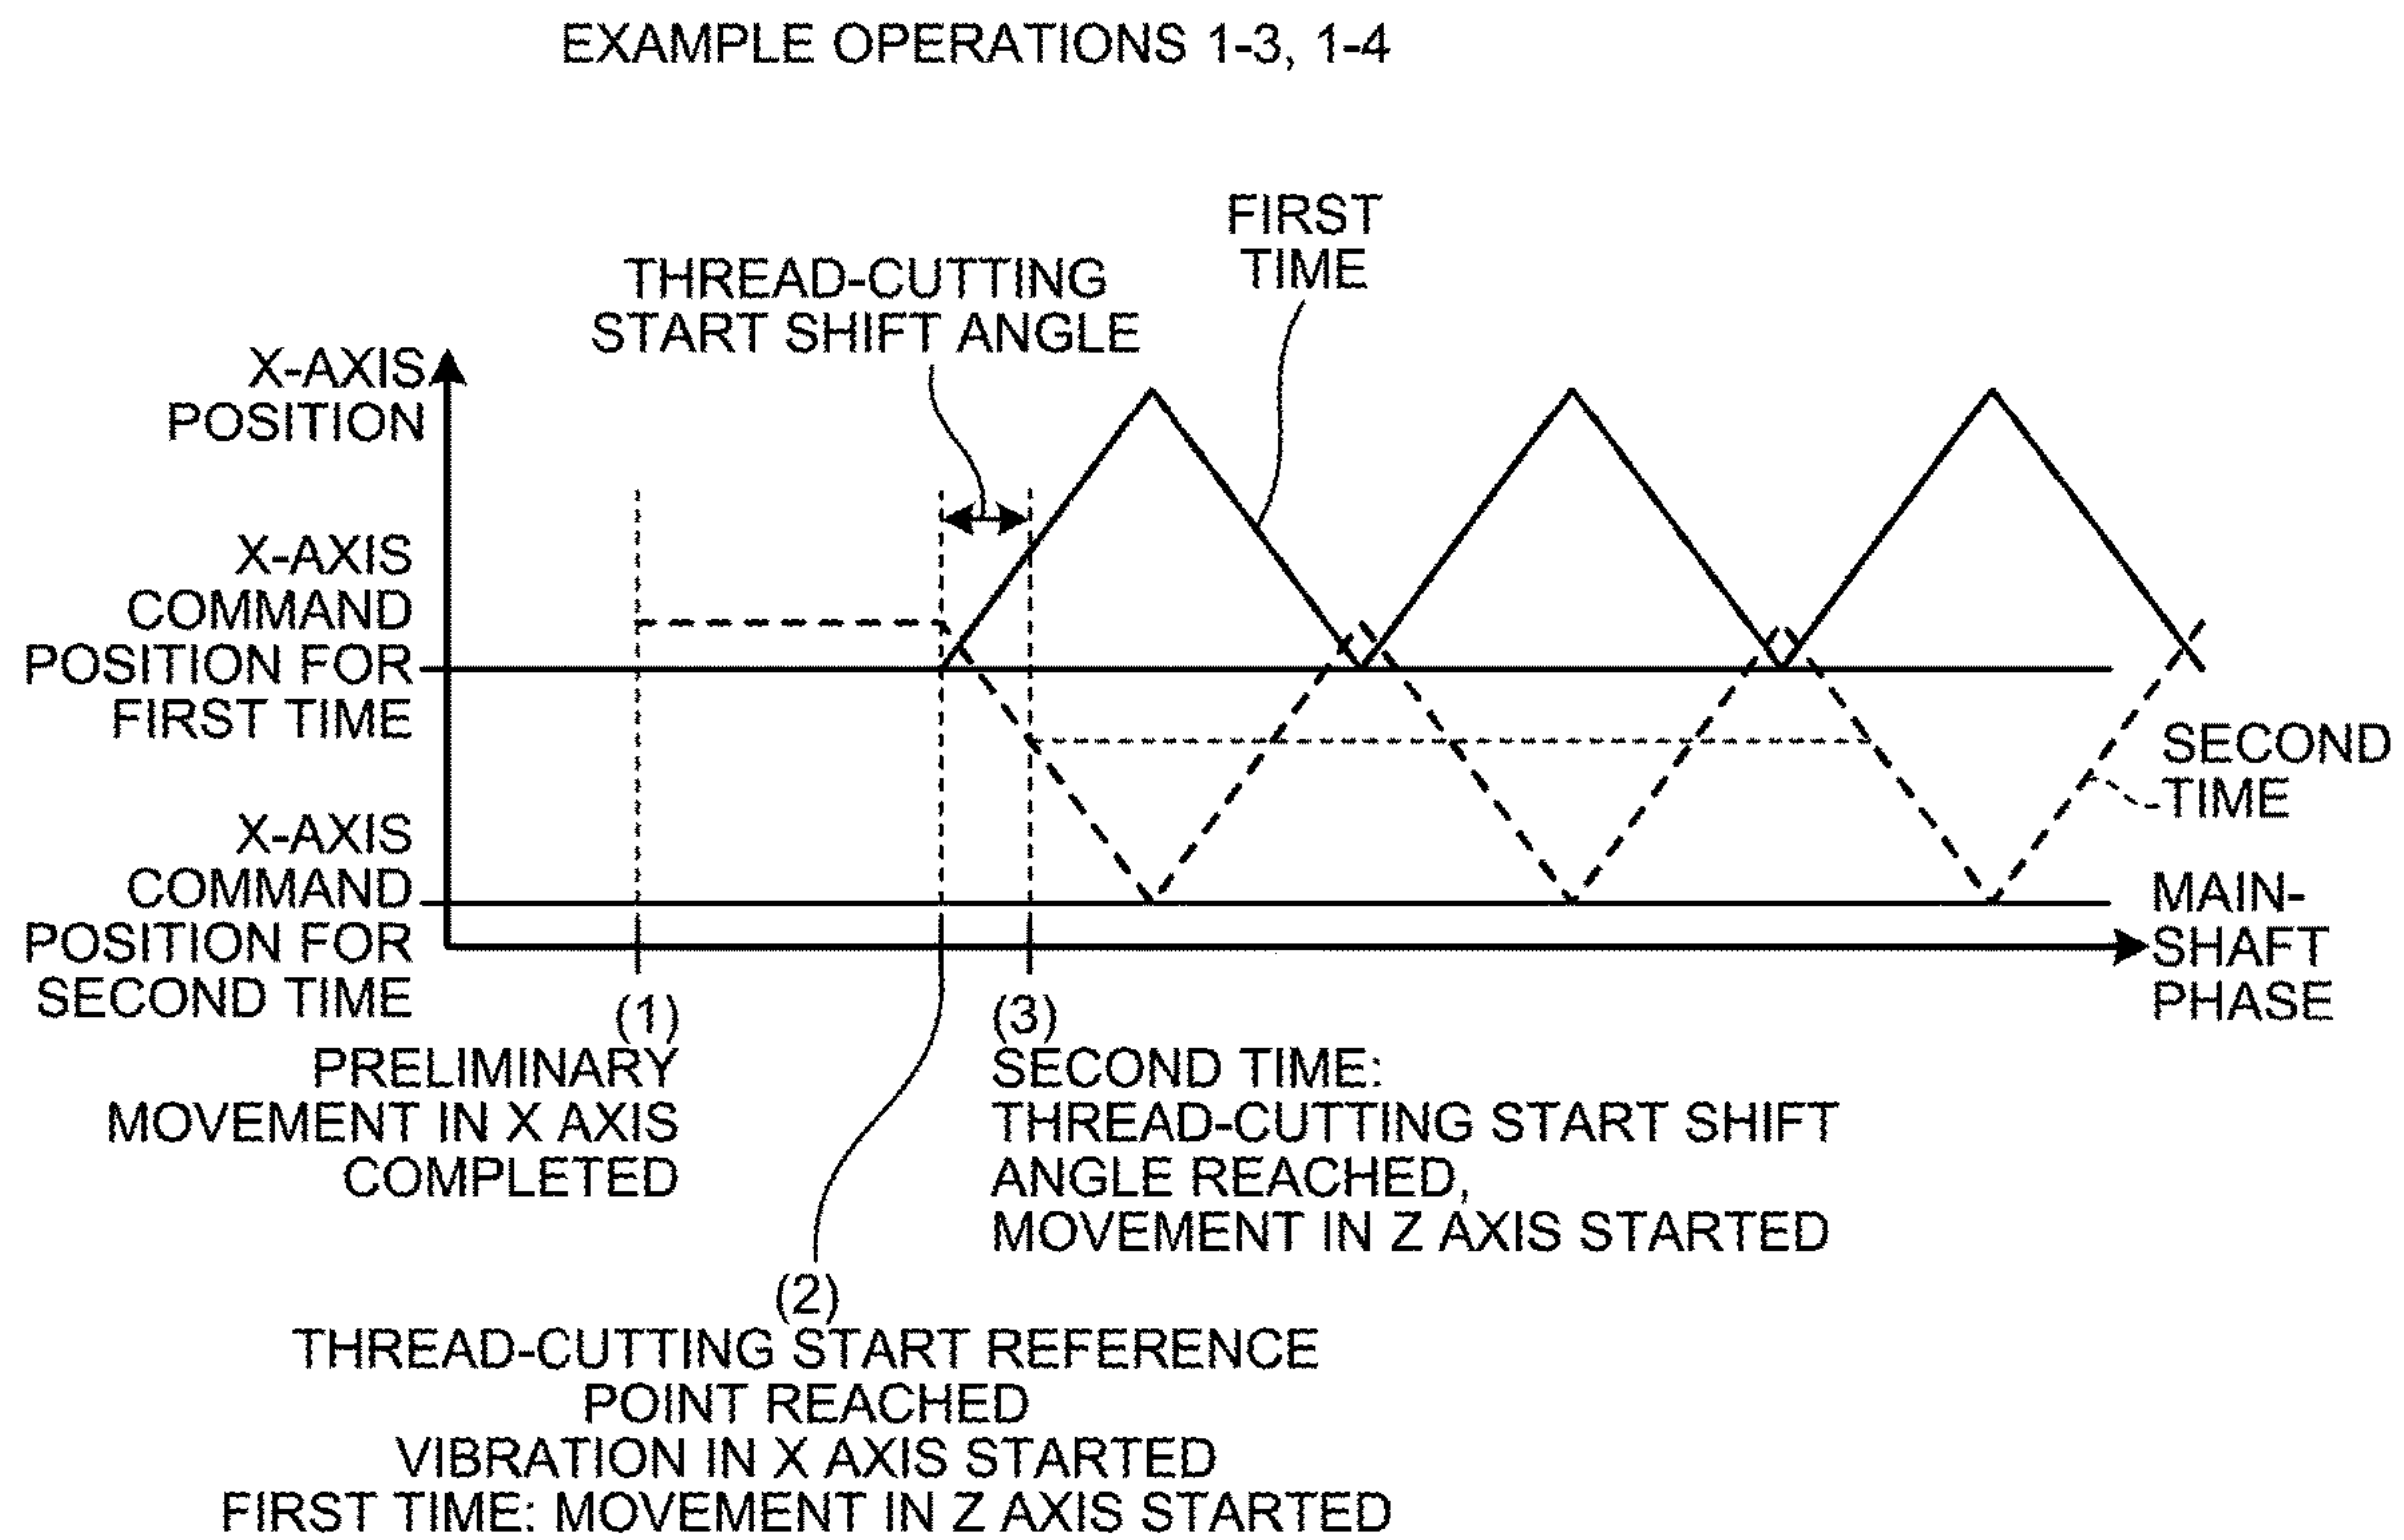 EXAMPLE OPERATIONS 1-3, 1-4
FIRST
TIME
THREAD-CUTTING
START SHIFT ANGLE
X-AXIS
POSITION
X-AXIS
COMMAND
POSITION FOR
FIRST TIME
SECOND
TIME
X-AXIS
COMMAND
POSITION FOR
SECOND TIME
MAIN-
SHAFT
PHASE
(1)
PRELIMINARY
MOVEMENT IN X AXIS
COMPLETED
(3)
SECOND TIME:
THREAD-CUTTING START SHIFT
ANGLE REACHED,
MOVEMENT IN Z AXIS STARTED
(2)
THREAD-CUTTING START REFERENCE
POINT REACHED
VIBRATION IN X AXIS STARTED
FIRST TIME: MOVEMENT IN Z AXIS STARTED